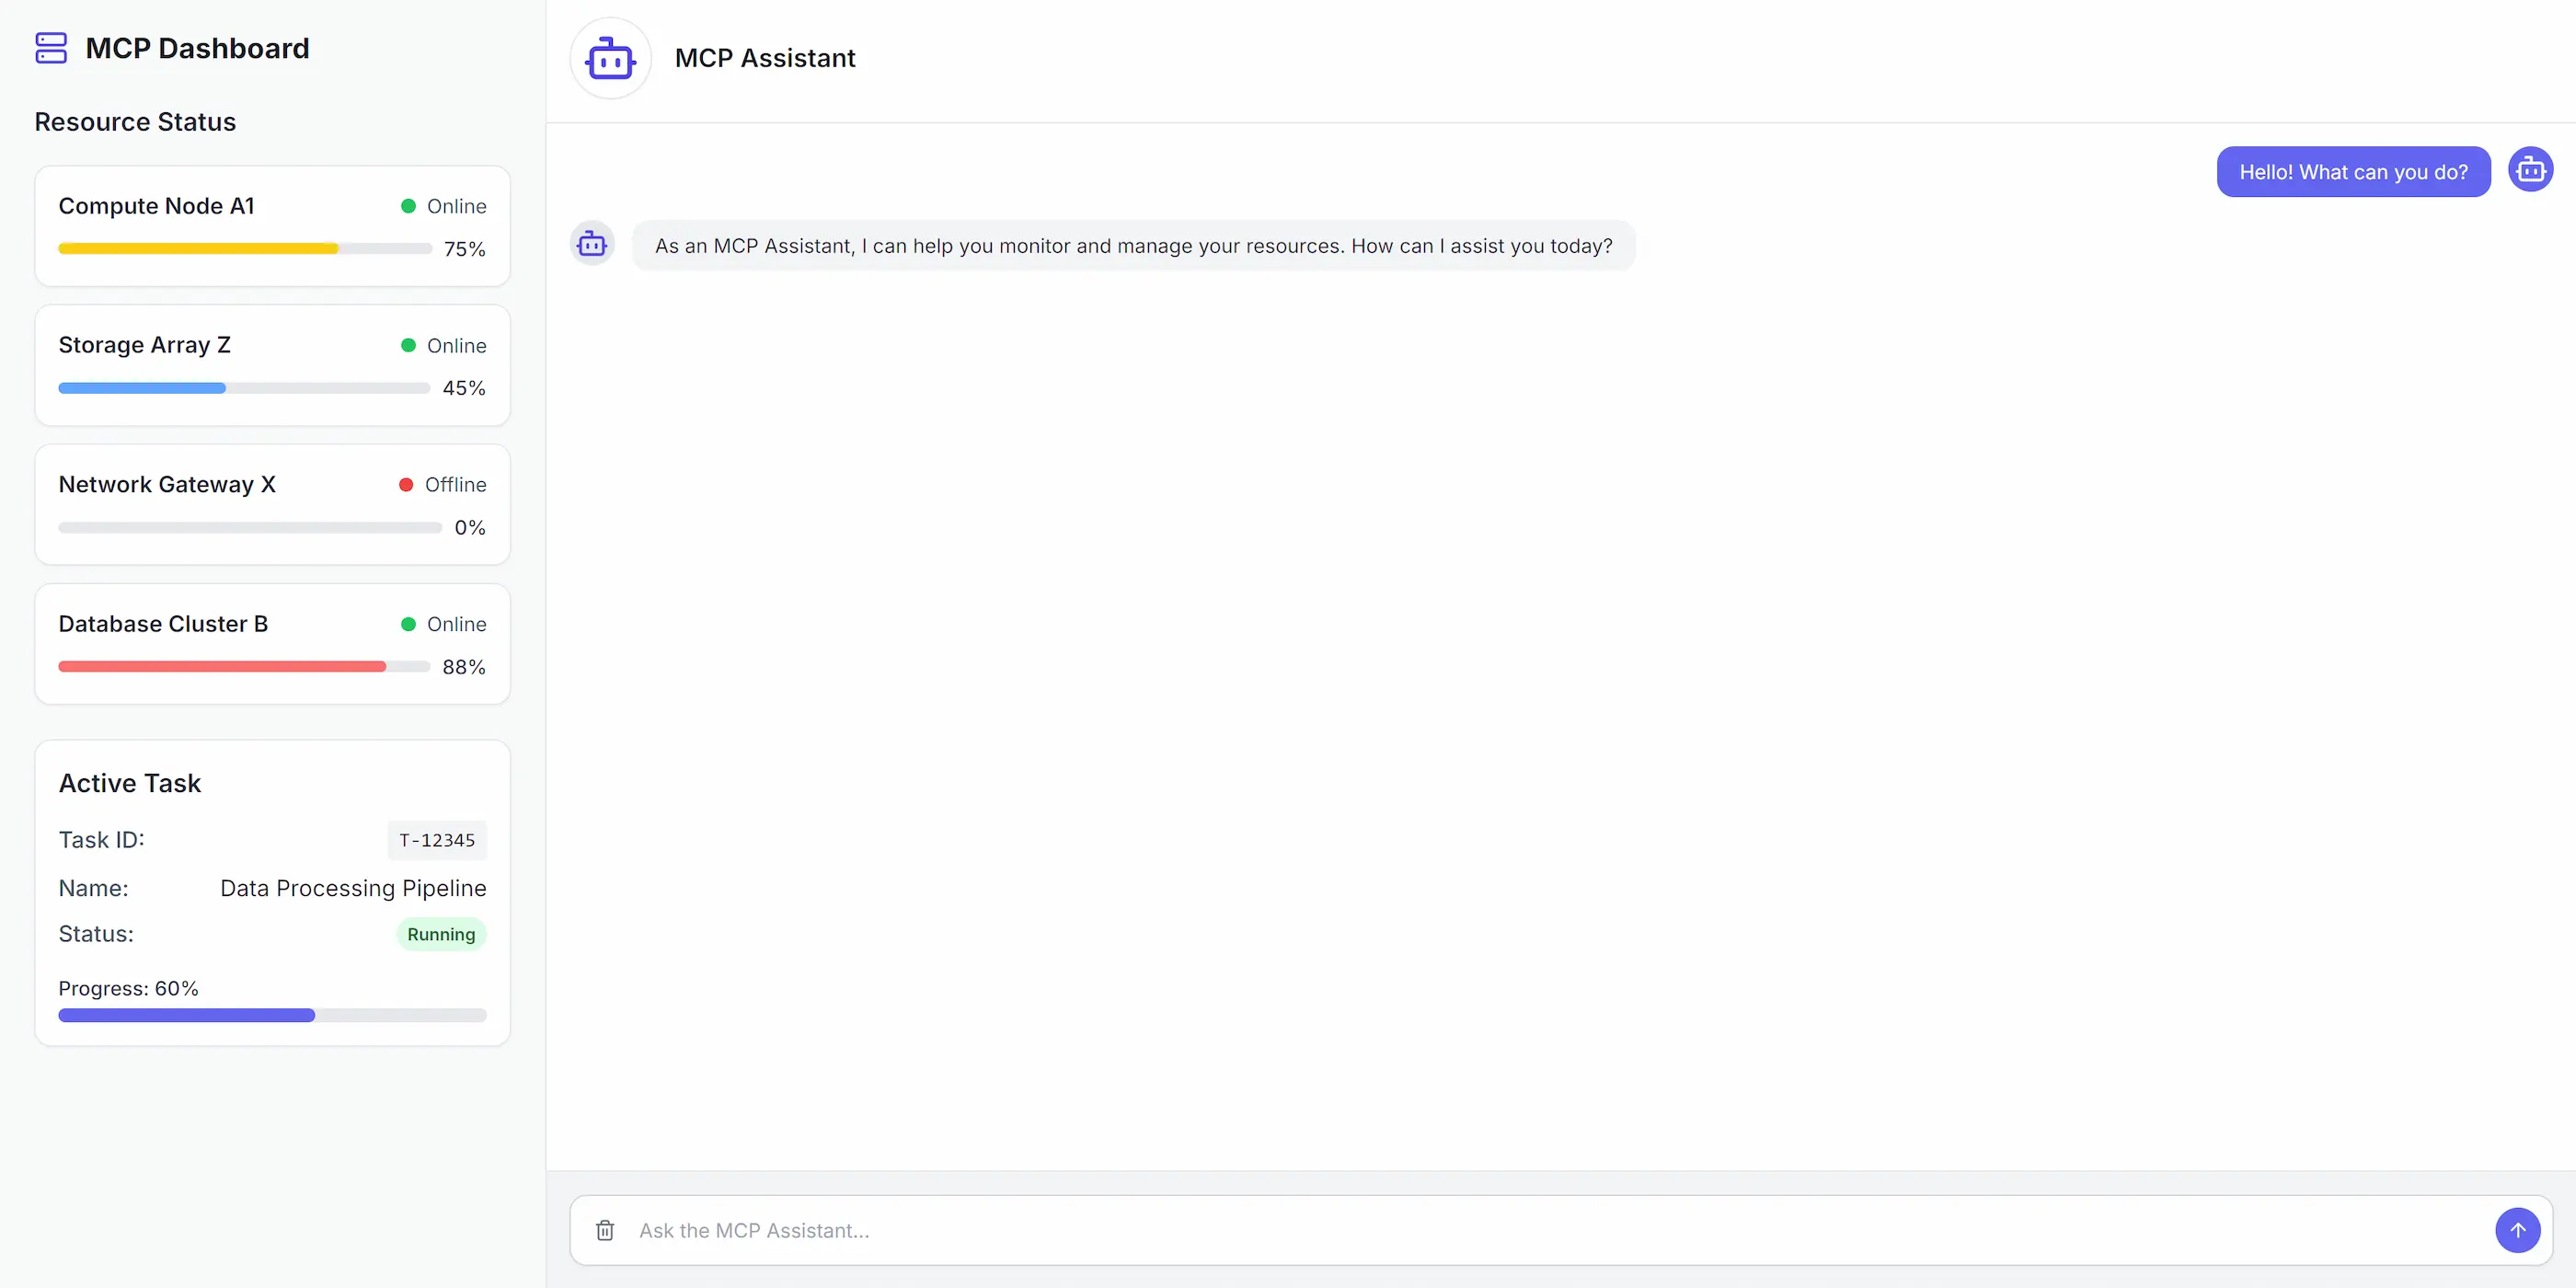 MCP Dashboard
Resource Status
Compute Node A1
Online
75%
Storage Array Z
Online
45%
Network Gateway X
Offline
0%
Database Cluster B
Online
88%
Active Task
Task ID:
T-12345
Name:
Data Processing Pipeline
Status:
Running
Progress: 60%
MCP Assistant
Hello! What can you do?
As an MCP Assistant, I can help you monitor and manage your resources. How can I assist you today?
Ask the MCP Assistant...